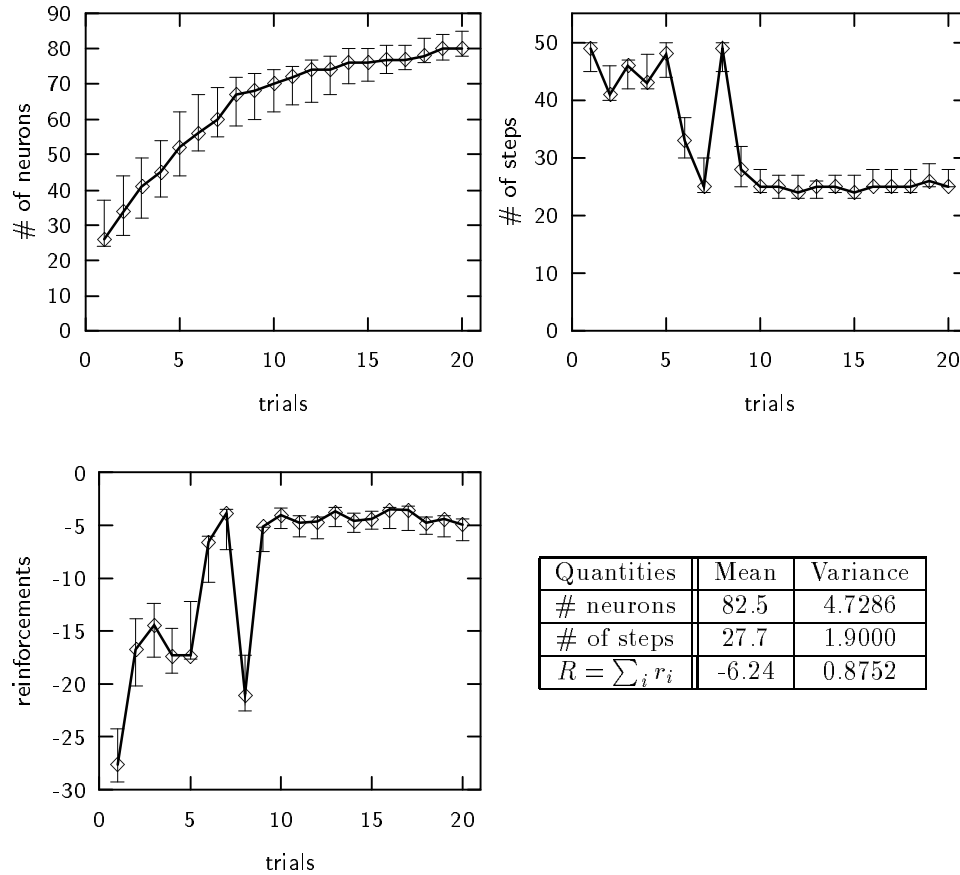 90
80
70
60
50
40
30
20
10
0
# of neurons
0 5 10 15 20
trials
50
40
30
20
10
0
# of steps
0 5 10 15 20
trials
0
-5
-10
-15
-20
-25
-30
reinforcements
0 5 10 15 20
trials
Quantities Mean Variance
# neurons 82.5 4.7286
# of steps 27.7 1.9000
R = ∑i ri -6.24 0.8752